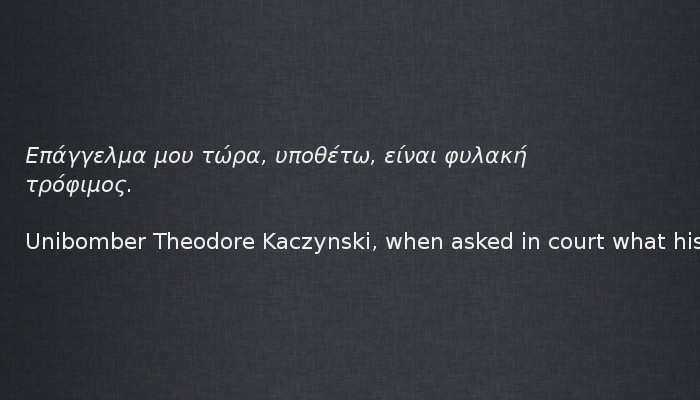 Επάγγελμα μου τώρα, υποθέτω, είναι φυλακή
τρόφιμος.
Unibomber Theodore Kaczynski, when asked in court what his